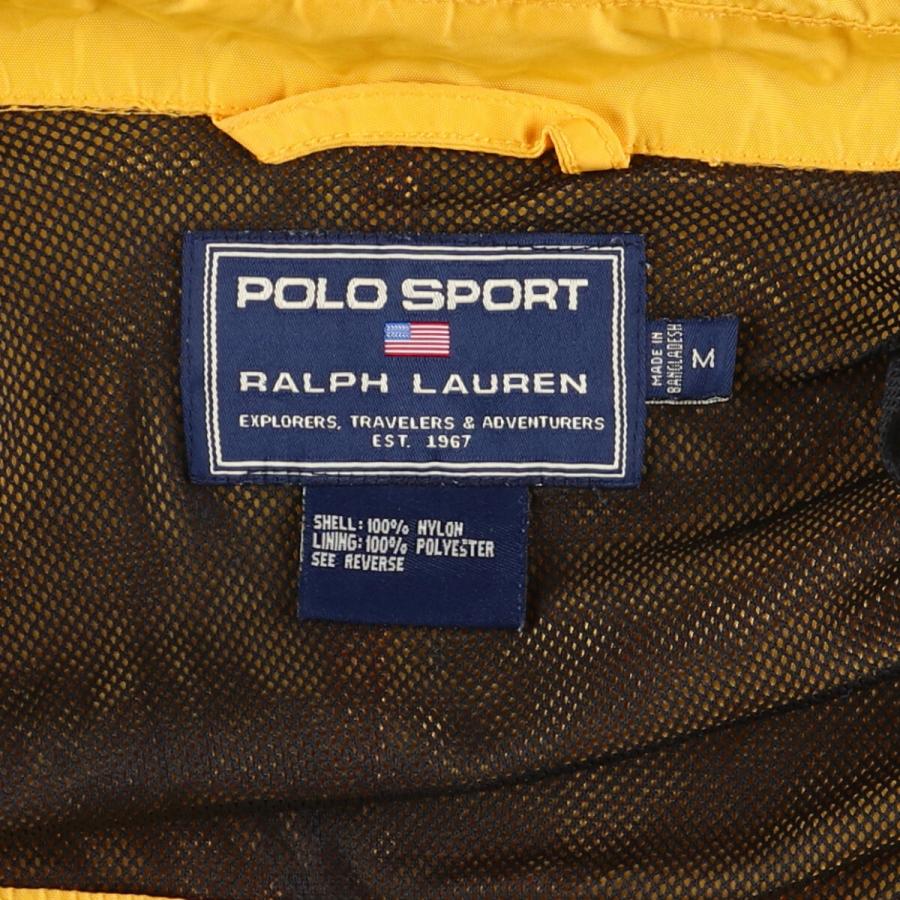 POLO SPORT
RALPH LAUREN
EXPLORERS, TRAVELERS & ADVENTURERS
EST. 1967
MADE IN
BANGLADESH
M
SHELL: 100% NYLON
LINING: 100% POLYESTER
SEE REVERSE